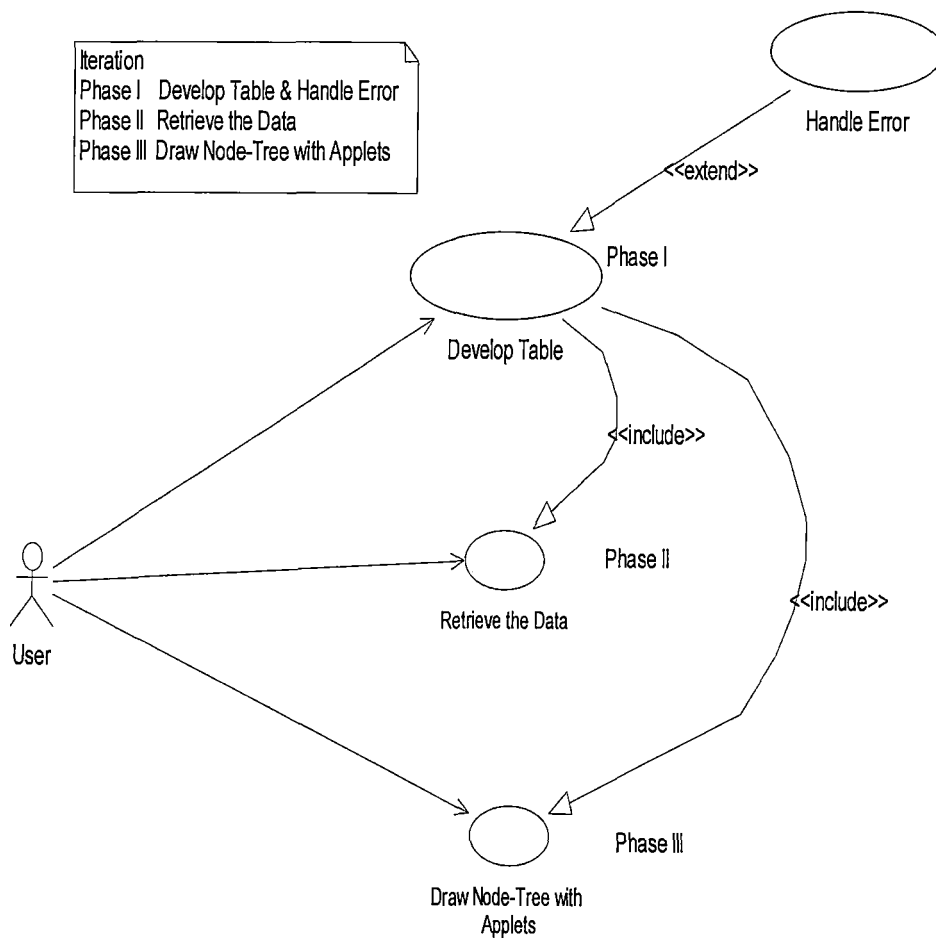 Iteration
Phase I Develop Table & Handle Error
Phase II Retrieve the Data
Phase III Draw Node-Tree with Applets
Handle Error
<<extend>>
Phase I
Develop Table
<<include>>
Phase II
Retrieve the Data
<<include>>
User
Phase III
Draw Node-Tree with
Applets